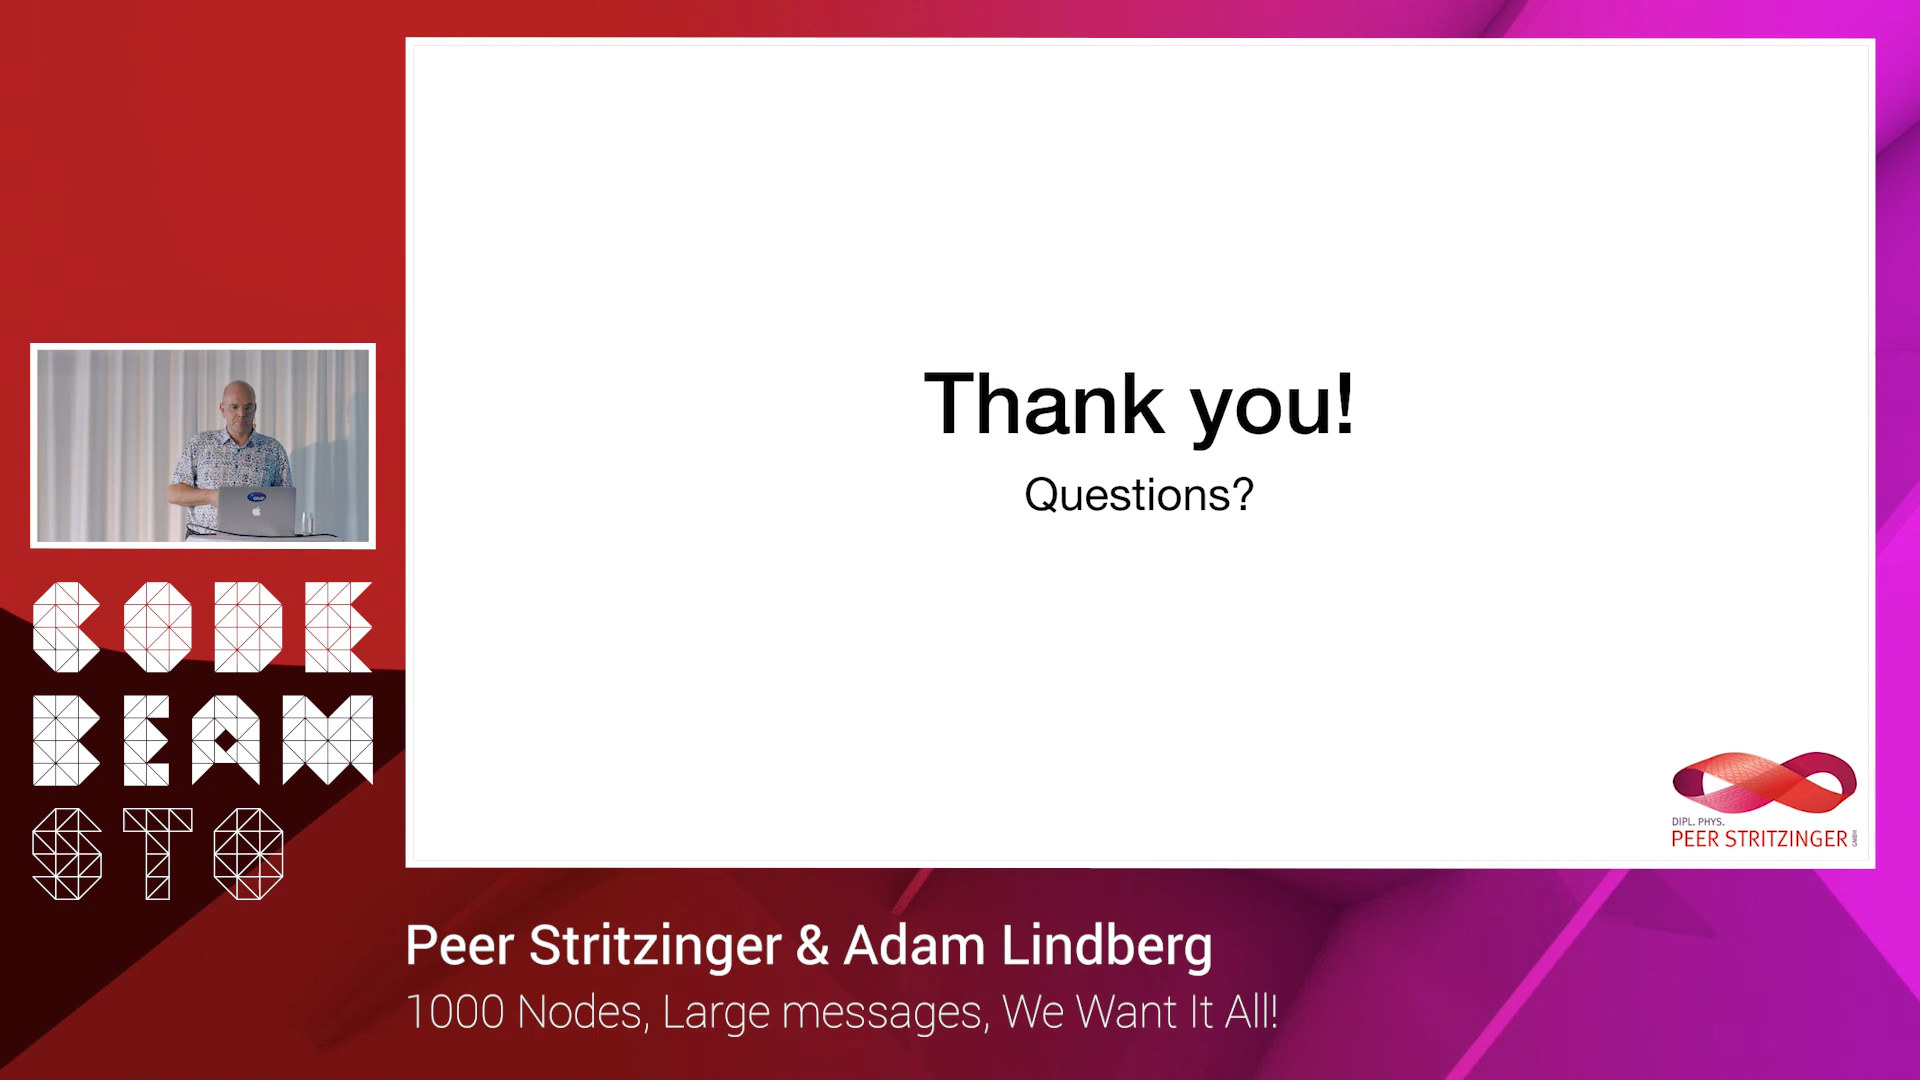 Thank you!
Questions?
DIPL. PHYS.
PEER STRITZINGER GMBH
CODE
BEAM
STO
Peer Stritzinger & Adam Lindberg
1000 Nodes, Large messages, We Want It All!